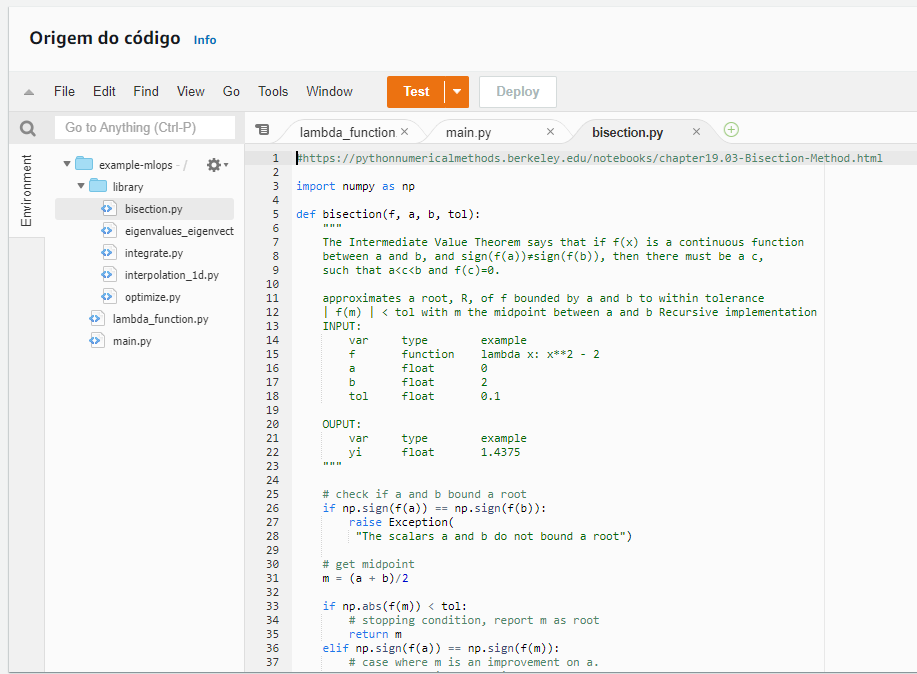 Origem do código Info
File Edit Find View Go Tools Window Test Deploy
Go to Anything (Ctrl-P)
lambda_function
main.py
bisection.py
Environment
example-mlops - /
library
bisection.py
eigenvalues_eigenvect
integrate.py
interpolation_1d.py
optimize.py
lambda_function.py
main.py
1 #https://pythonnumericalmethods.berkeley.edu/notebooks/chapter19.03-Bisection-Method.html
2
3 import numpy as np
4
5 def bisection(f, a, b, tol):
6 """
7 The Intermediate Value Theorem says that if f(x) is a continuous function
8 between a and b, and sign(f(a))≠sign(f(b)), then there must be a c,
9 such that a<c<b and f(c)=0.
10
11 approximates a root, R, of f bounded by a and b to within tolerance
12 | f(m) | < tol with m the midpoint between a and b Recursive implementation
13 INPUT:
14 var type example
15 f function lambda x: x**2 - 2
16 a float 0
17 b float 2
18 tol float 0.1
19
20 OUPUT:
21 var type example
22 yi float 1.4375
23 """
24
25 # check if a and b bound a root
26 if np.sign(f(a)) == np.sign(f(b)):
27 raise Exception(
28 "The scalars a and b do not bound a root")
29
30 # get midpoint
31 m = (a + b)/2
32
33 if np.abs(f(m)) < tol:
34 # stopping condition, report m as root
35 return m
36 elif np.sign(f(a)) == np.sign(f(m)):
37 # case where m is an improvement on a.